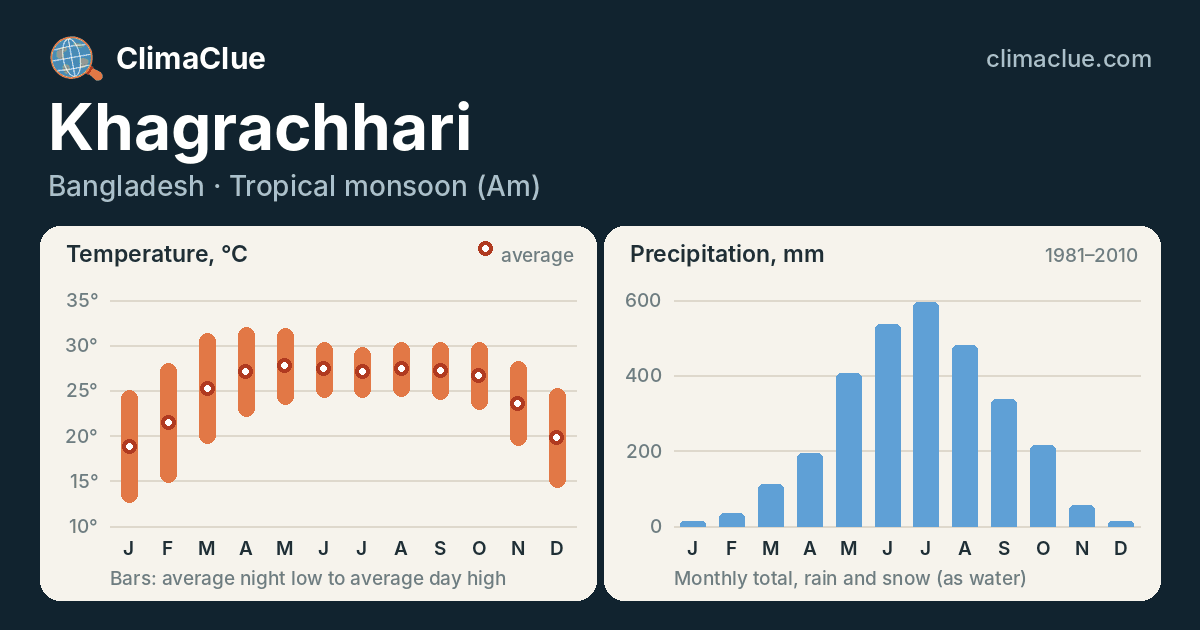 ClimaClue
climaclue.com
Khagrachhari
Bangladesh · Tropical monsoon (Am)
Temperature, °C
average
35°
30°
25°
20°
15°
10°
J F M A M J J A S O N D
Bars: average night low to average day high
Precipitation, mm
1981–2010
600
400
200
0
J F M A M J J A S O N D
Monthly total, rain and snow (as water)